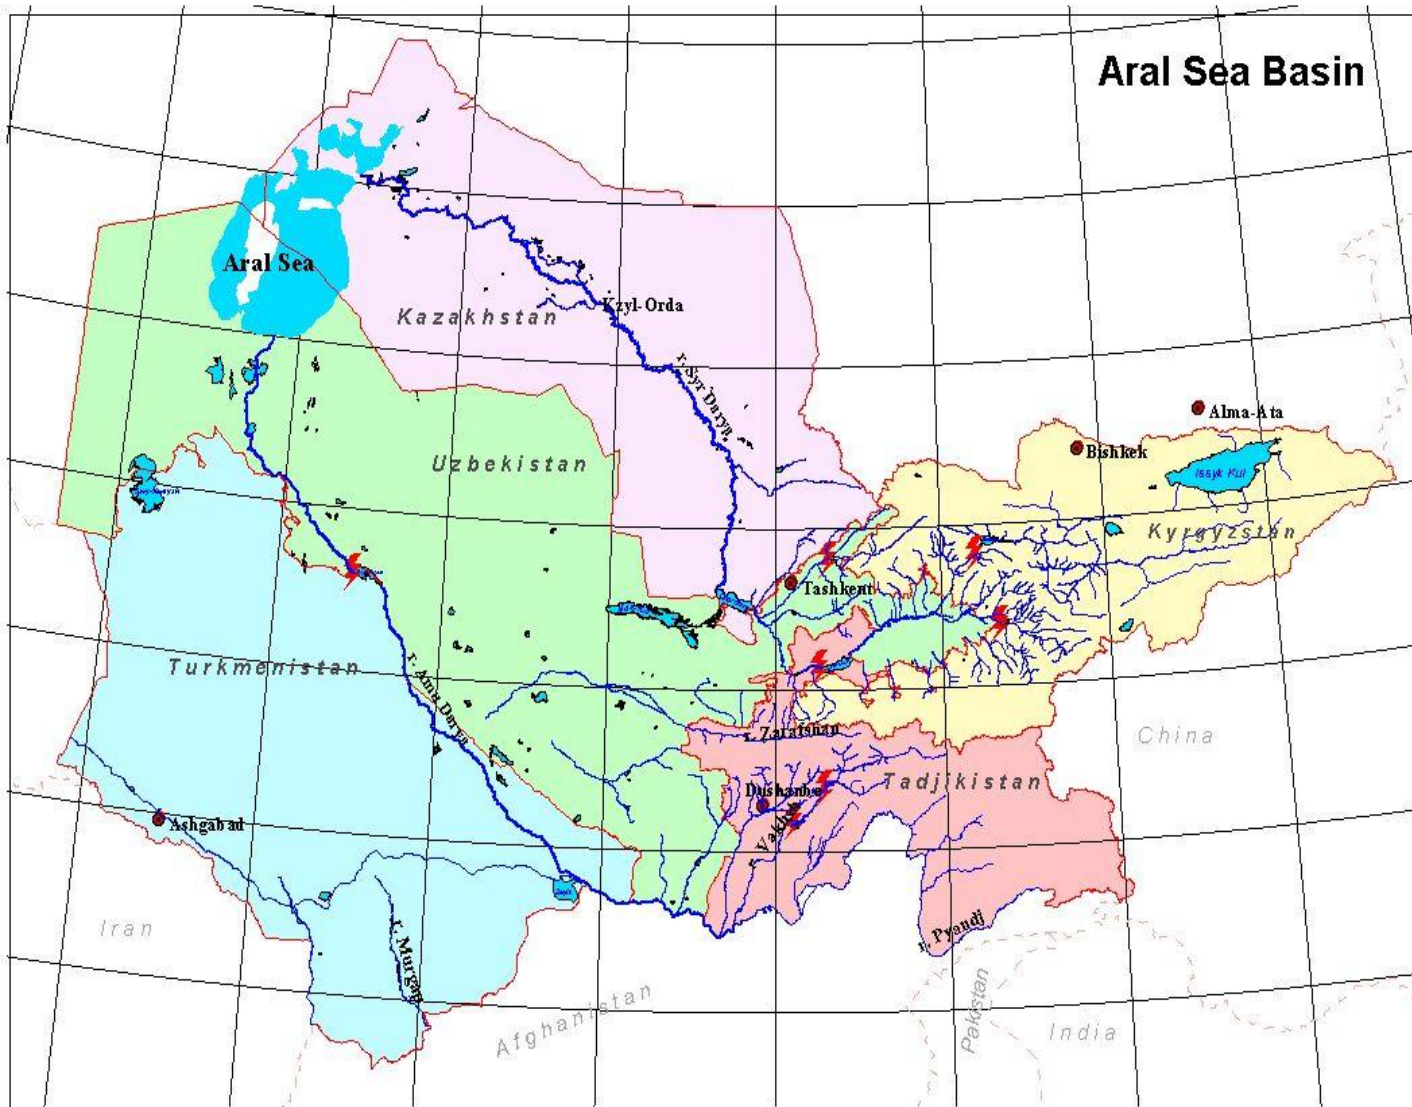 Aral Sea Basin
Aral Sea
Kazakhstan
Kzyl-Orda
r. Syr Darya
Alma-Ata
Bishkek
Issyk Kul
Uzbekistan
Kyrgyzstan
Tashkent
Turkmenistan
r. Amu Darya
r. Zarafshan
China
Tadjikistan
Dushanbe
r. Vakhsh
Ashgabad
Iran
r. Murgap
r. Pyandj
Afghanistan
Pakistan
India